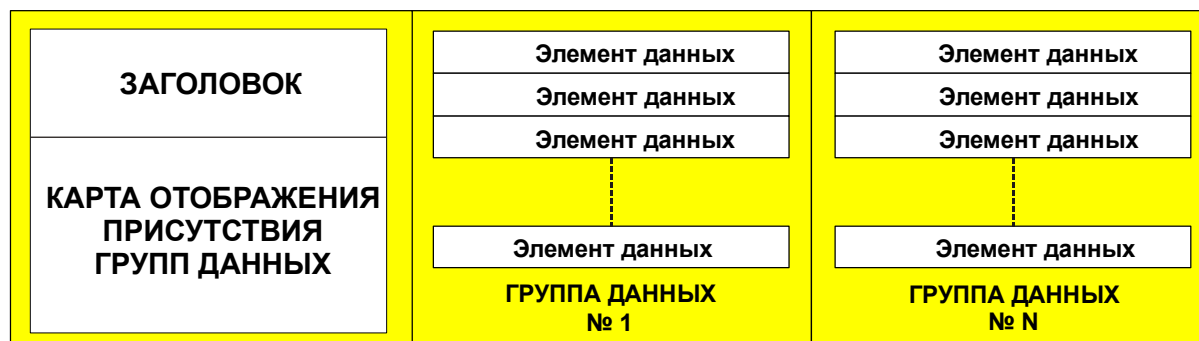 ЗАГОЛОВОК
КАРТА ОТОБРАЖЕНИЯ
ПРИСУТСТВИЯ
ГРУПП ДАННЫХ
Элемент данных
Элемент данных
Элемент данных
Элемент данных
ГРУППА ДАННЫХ
№ 1
Элемент данных
Элемент данных
Элемент данных
Элемент данных
ГРУППА ДАННЫХ
№ N